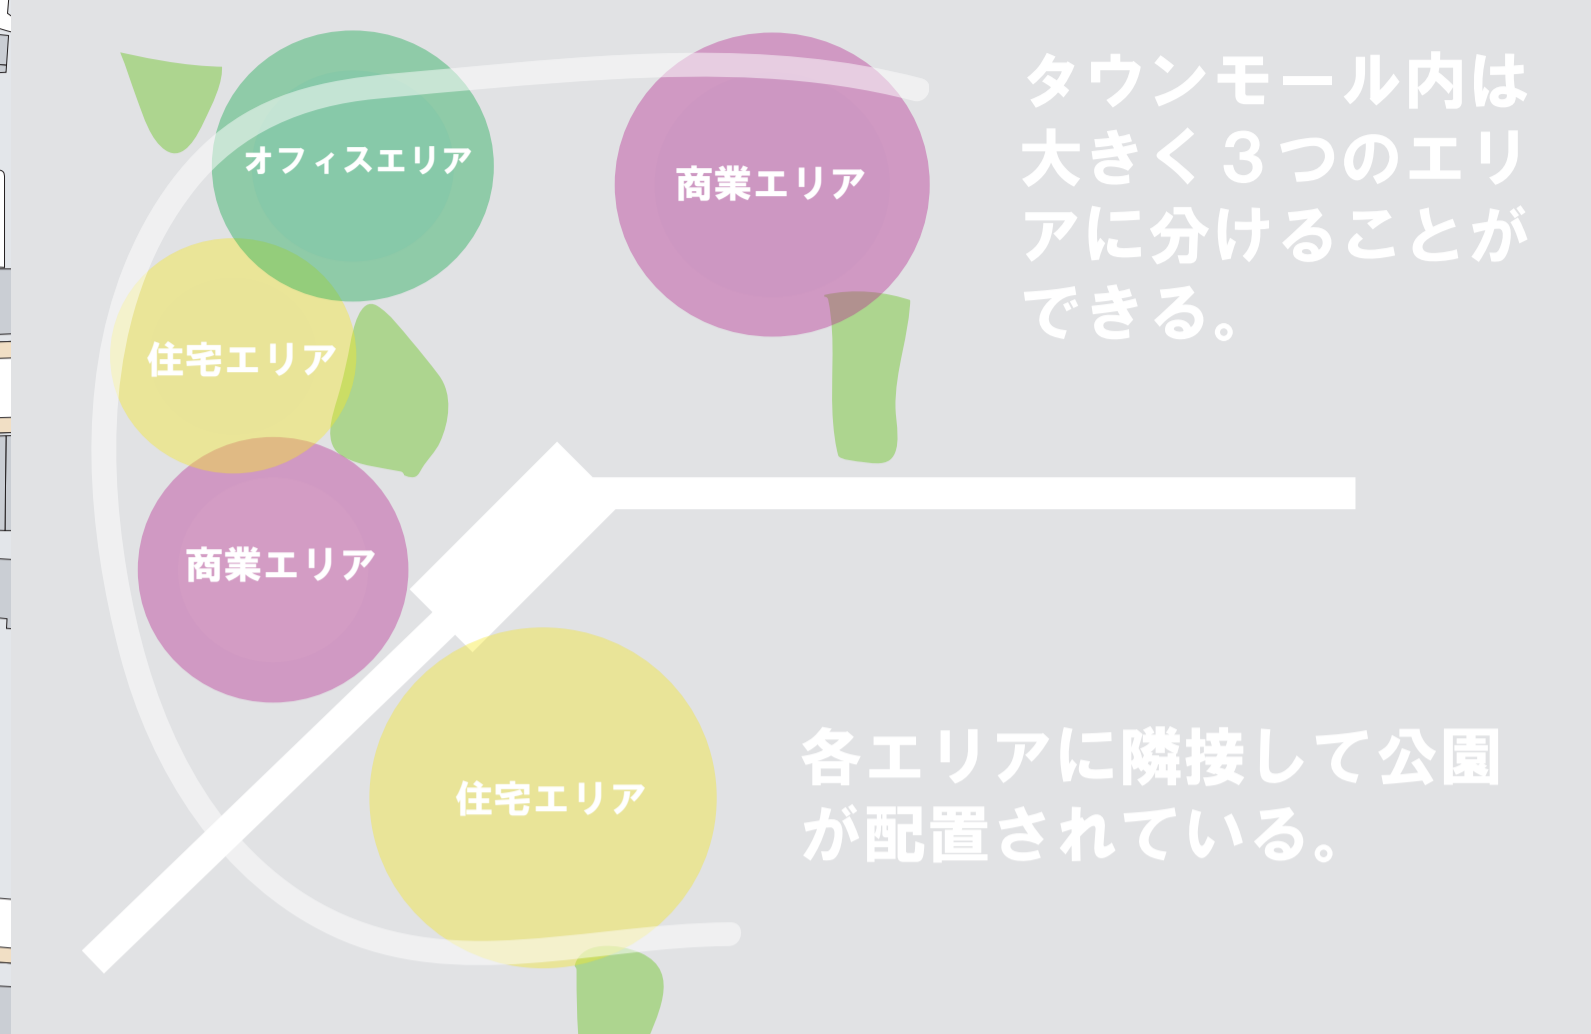 オフィスエリア
商業エリア
タウンモール内は
大きく３つのエリ
アに分けることが
できる。
住宅エリア
商業エリア
住宅エリア
各エリアに隣接して公園
が配置されている。